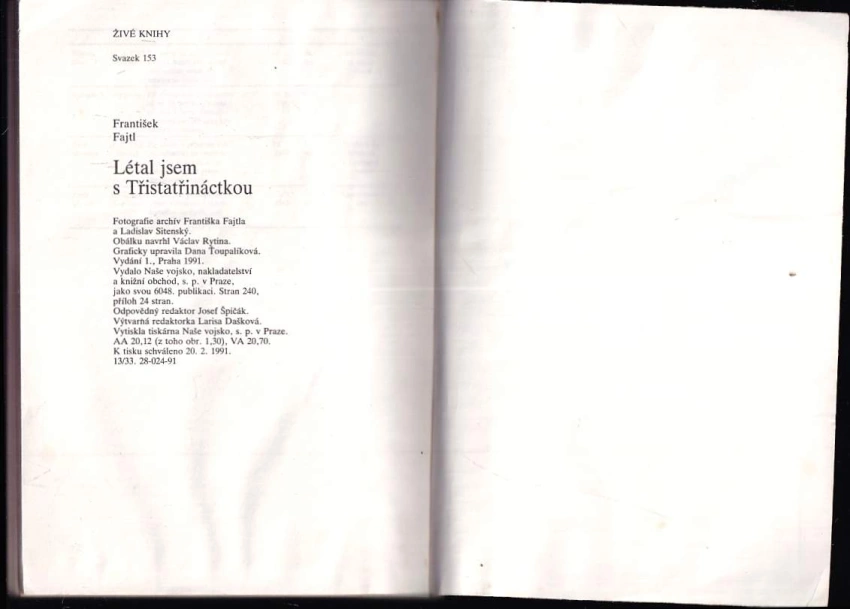 ŽIVÉ KNIHY
Svazek 153
František
Fajtl
Létal jsem
s Třistatřináctkou
Fotografie archív Františka Fajtla
a Ladislav Sitenský.
Obálku navrhl Václav Rytina.
Graficky upravila Dana Ťoupalíková.
Vydání 1., Praha 1991.
Vydalo Naše vojsko, nakladatelství
a knižní obchod, s. p. v Praze,
jako svou 6048. publikaci. Stran 240,
příloh 24 stran.
Odpovědný redaktor Josef Špičák.
Výtvarná redaktorka Larisa Dašková.
Vytiskla tiskárna Naše vojsko, s. p. v Praze.
AA 20,12 (z toho obr. 1,30), VA 20,70.
K tisku schváleno 20. 2. 1991.
13/33. 28-024-91